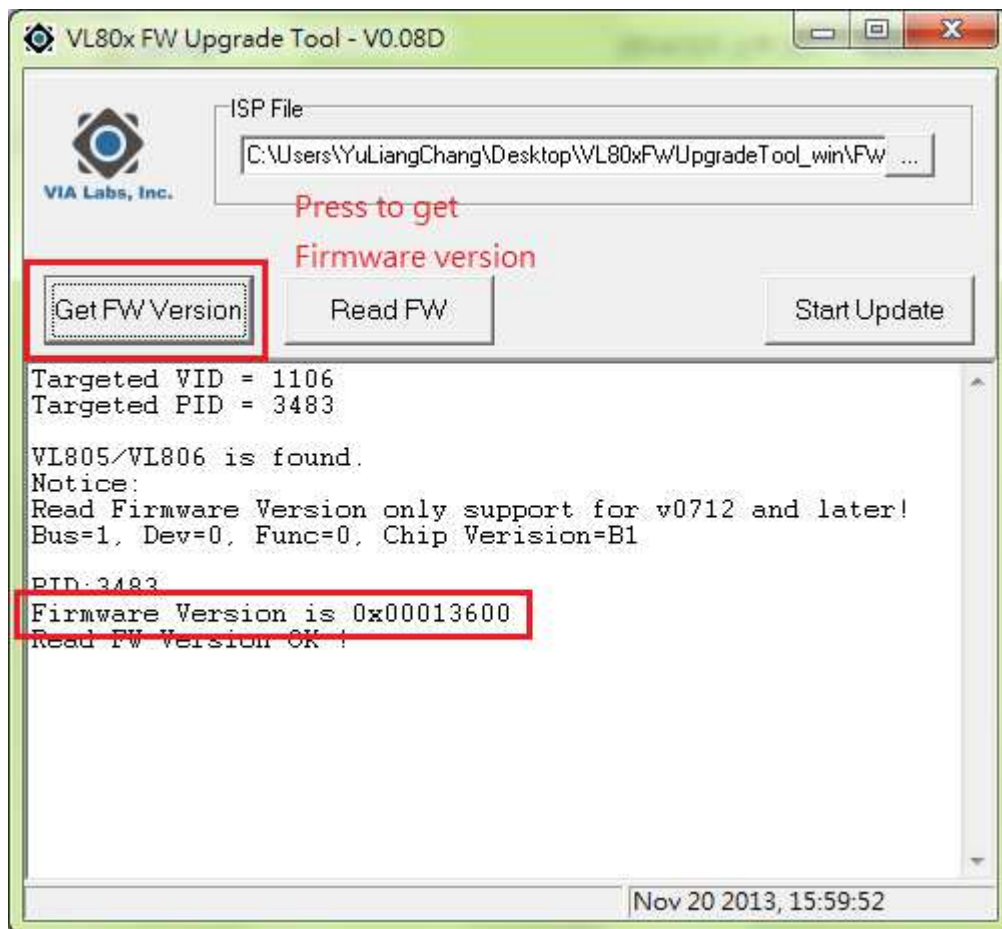 VL80x FW Upgrade Tool - V0.08D
ISP File
C:\Users\YuLiangChang\Desktop\VL80xFWUpgradeTool_win\FW ...
VIA Labs, Inc.
Press to get
Firmware version
Get FW Version Read FW Start Update
Targeted VID = 1106
Targeted PID = 3483
VL805/VL806 is found.
Notice:
Read Firmware Version only support for v0712 and later!
Bus=1, Dev=0, Func=0, Chip Verision=B1
PID:3483
Firmware Version is 0x00013600
Read FW Version OK !
Nov 20 2013, 15:59:52